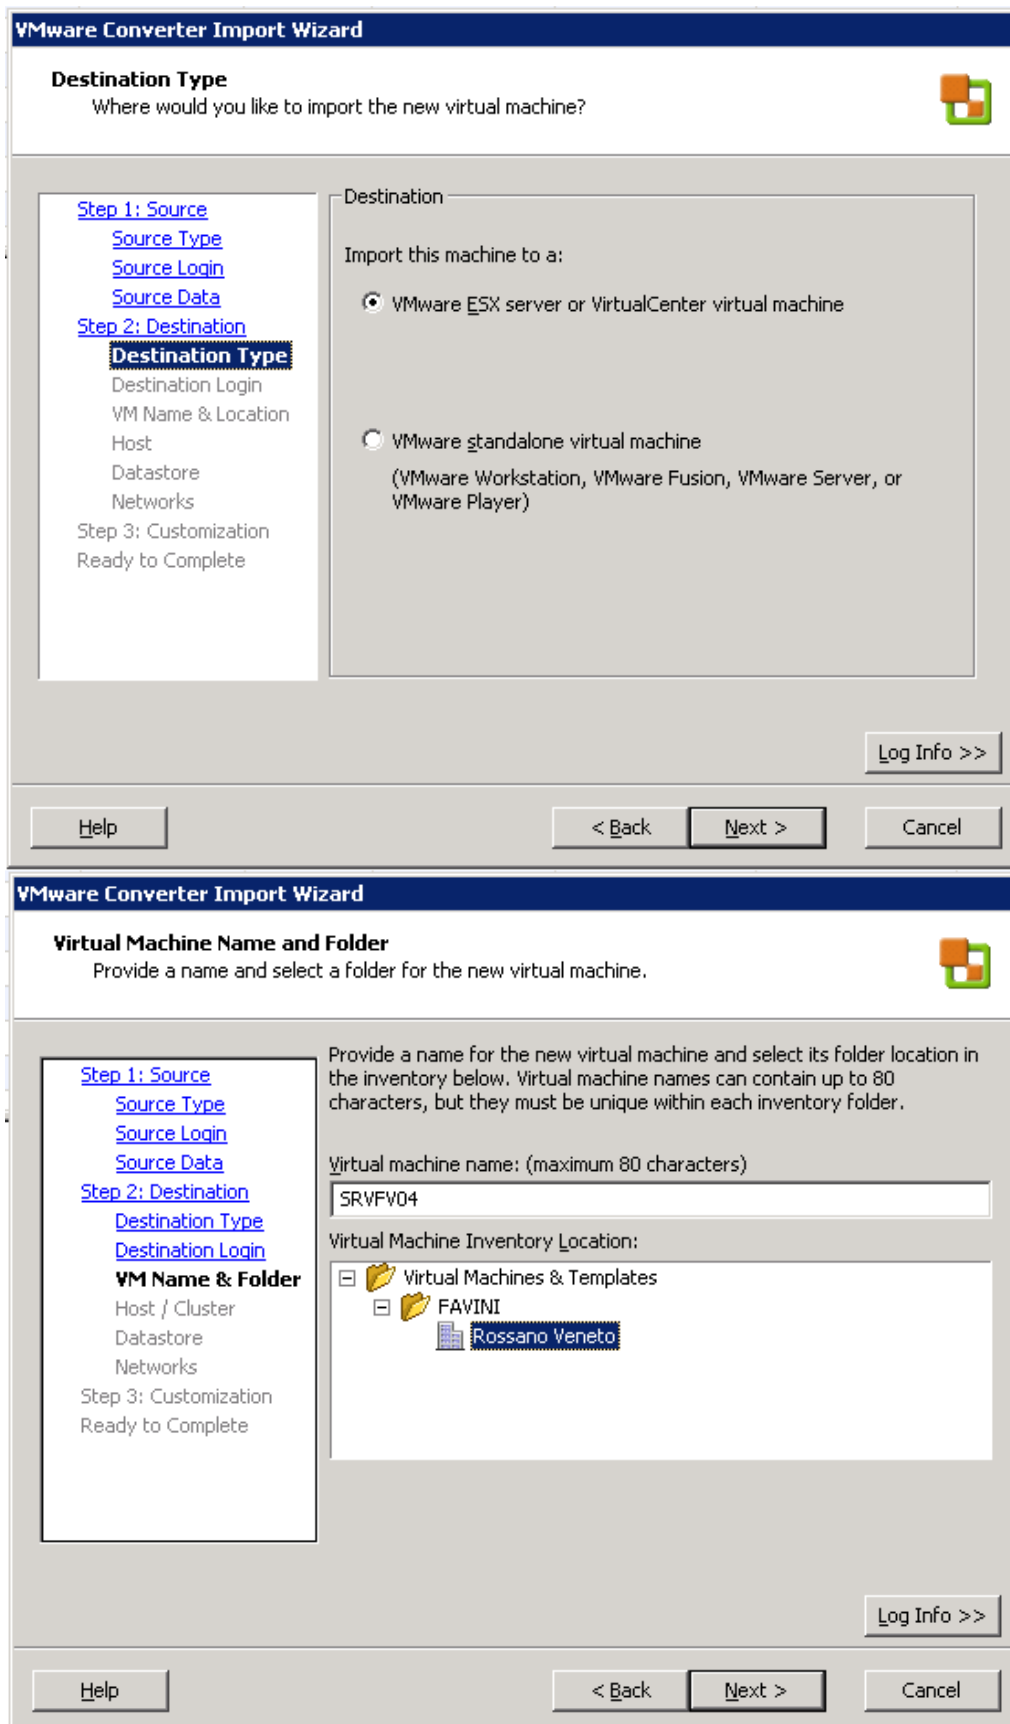 VMware Converter Import Wizard
Destination Type
Where would you like to import the new virtual machine?
Step 1: Source
Source Type
Source Login
Source Data
Step 2: Destination
Destination Type
Destination Login
VM Name & Location
Host
Datastore
Networks
Step 3: Customization
Ready to Complete
Destination
Import this machine to a:
VMware ESX server or VirtualCenter virtual machine
VMware standalone virtual machine
(VMware Workstation, VMware Fusion, VMware Server, or
VMware Player)
Log Info >>
Help
< Back
Next >
Cancel
VMware Converter Import Wizard
Virtual Machine Name and Folder
Provide a name and select a folder for the new virtual machine.
Step 1: Source
Source Type
Source Login
Source Data
Step 2: Destination
Destination Type
Destination Login
VM Name & Folder
Host / Cluster
Datastore
Networks
Step 3: Customization
Ready to Complete
Provide a name for the new virtual machine and select its folder location in
the inventory below. Virtual machine names can contain up to 80
characters, but they must be unique within each inventory folder.
Virtual machine name: (maximum 80 characters)
SRVFV04
Virtual Machine Inventory Location:
Virtual Machines & Templates
FAVINI
Rossano Veneto
Log Info >>
Help
< Back
Next >
Cancel